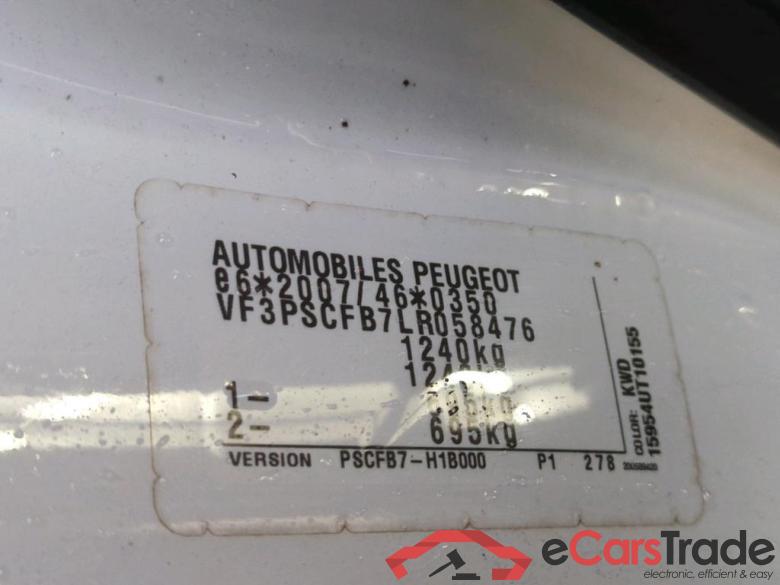 AUTOMOBILES PEUGEOT
e6*2007/46*0350
VF3PSCFB7LR058476
1240kg
1-
2- 695kg
VERSION PSCFB7-H1B000 P1 278
COLOR: KWD
15954UT10155
eCarsTrade
electronic, efficient & easy